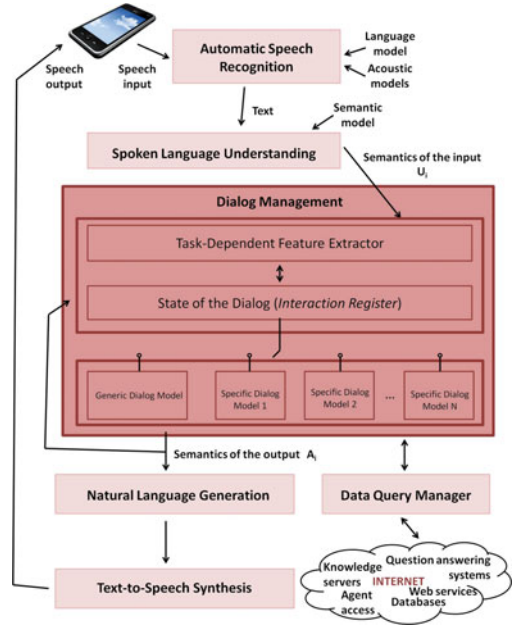 Speech
output
Speech
input
Automatic Speech
Recognition
Language
model
Acoustic
models
Text
Semantic
model
Spoken Language Understanding
Semantics of the input
Ui
Dialog Management
Task-Dependent Feature Extractor
State of the Dialog (Interaction Register)
Generic Dialog Model
Specific Dialog
Model 1
Specific Dialog
Model 2
...
Specific Dialog
Model N
Semantics of the output Ai
Natural Language Generation
Data Query Manager
Text-to-Speech Synthesis
Knowledge
servers
Question answering
systems
INTERNET
Agent
access
Web services
Databases